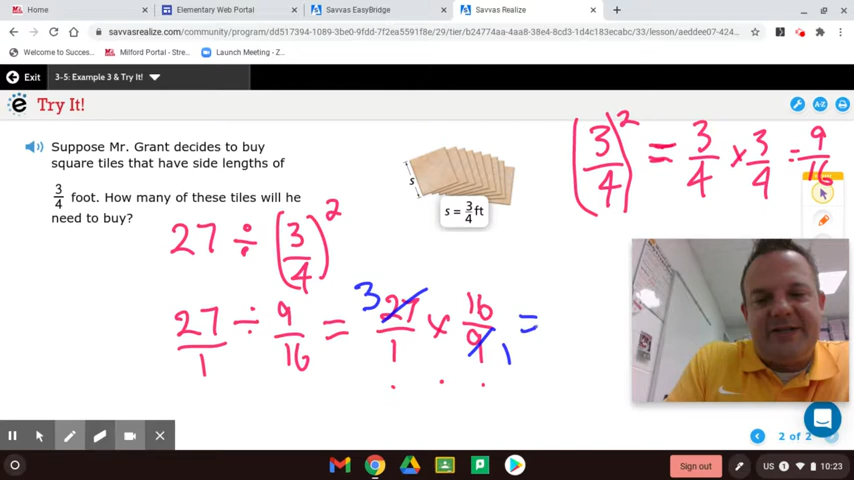 Home
Elementary Web Portal
Savvas EasyBridge
Savvas Realize
savvasrealize.com/community/program/dd517394-1089-3bea-0-9fdd-7f2ea5591f8e/29/tier/b24774aa-4aa8-38e4-8cd3-1d4c183ecabc/33/lesson/aeddee07-424...
Welcome to Succes...
Milford Portal - Stre...
Launch Meeting - Z...
Exit
3-5: Example 3 & Try It!
e
Try It!
A-Z
Suppose Mr. Grant decides to buy
square tiles that have side lengths of
3/4 foot. How many of these tiles will he
need to buy?
s
s = 3/4 ft
(3/4)² = 3/4 × 3/4 = 9/16
27 ÷ (3/4)²
27/1 ÷ 9/16 = 3 27/1 × 16/9 1 =
2 of 2
Sign out
US
1
10:23